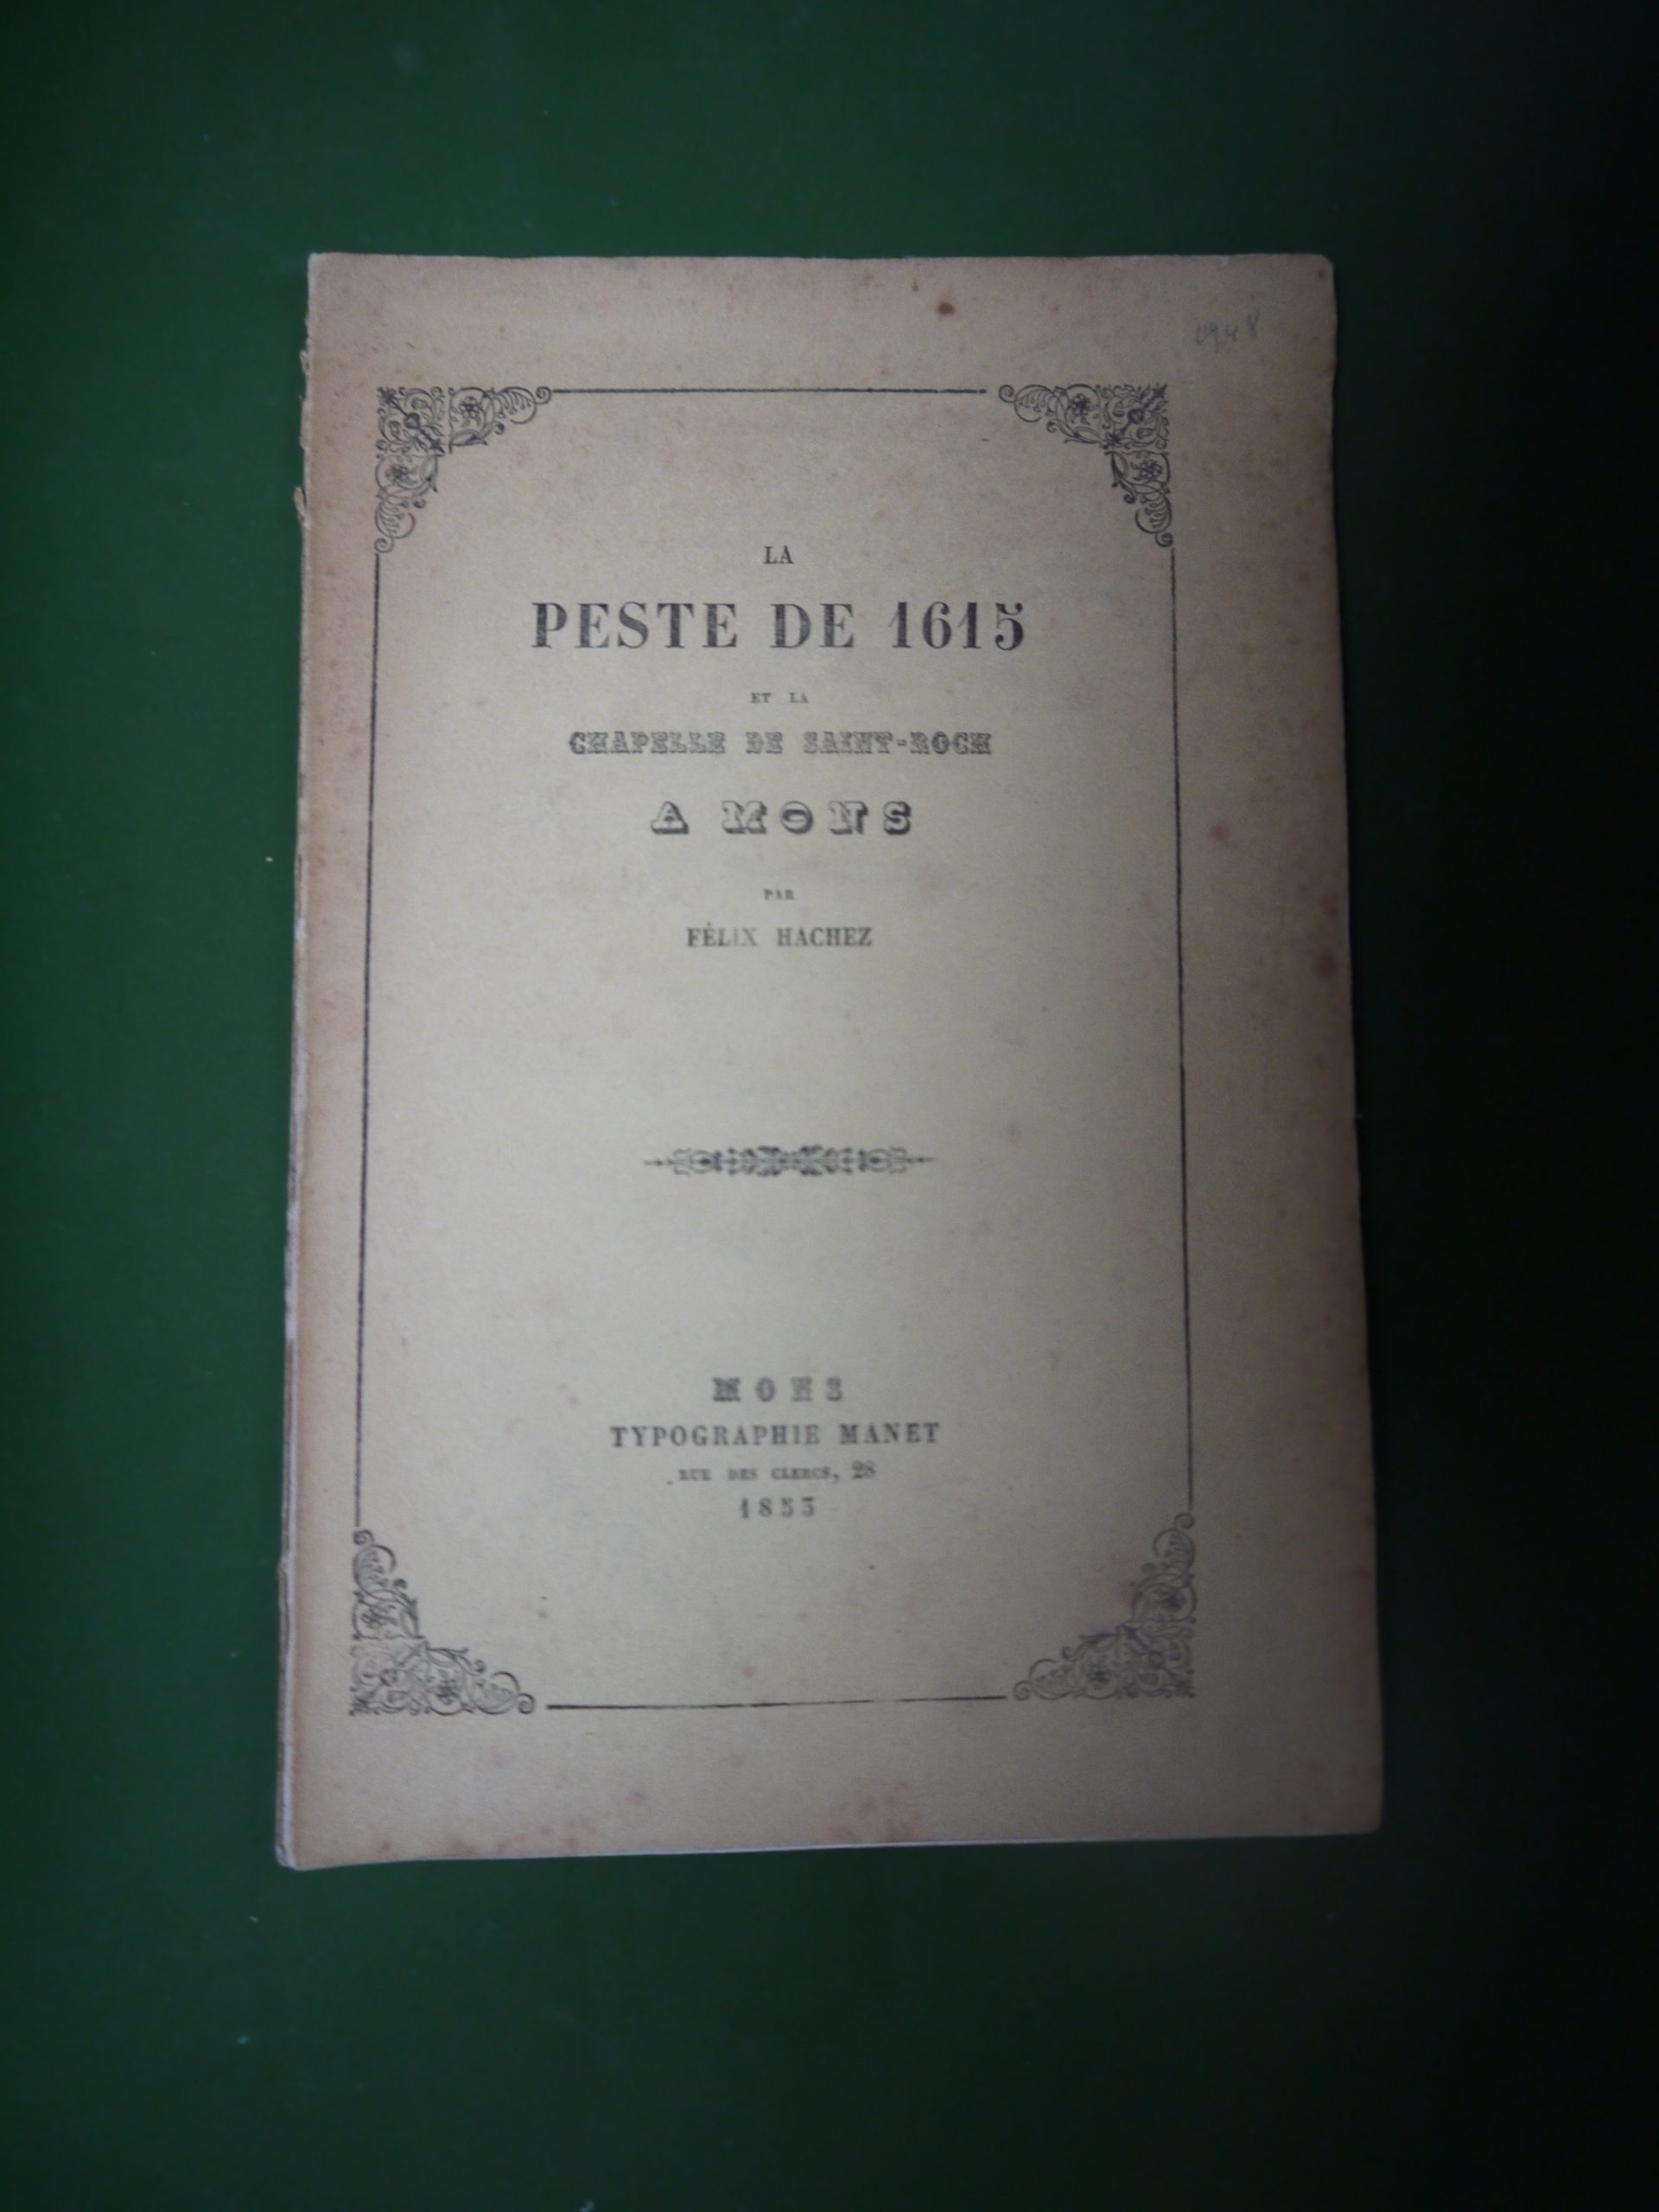 LA
PESTE DE 1615
ET LA
CHAPELLE DE SAINT-ROCH
A MONS
PAR
FÉLIX HACHEZ
MONS
TYPOGRAPHIE MANET
RUE DES CLERCS, 28
1853